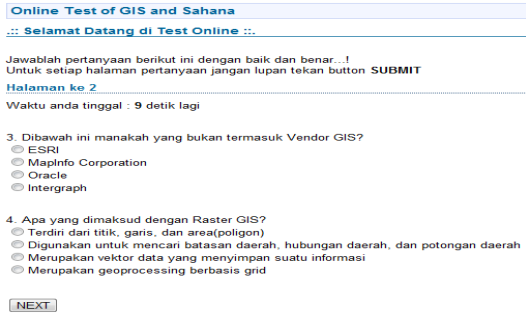 Online Test of GIS and Sahana
.:: Selamat Datang di Test Online ::.
Jawablah pertanyaan berikut ini dengan baik dan benar...!
Untuk setiap halaman pertanyaan jangan lupan tekan button SUBMIT
Halaman ke 2
Waktu anda tinggal : 9 detik lagi
3. Dibawah ini manakah yang bukan termasuk Vendor GIS?
ESRI
MapInfo Corporation
Oracle
Intergraph
4. Apa yang dimaksud dengan Raster GIS?
Terdiri dari titik, garis, dan area(poligon)
Digunakan untuk mencari batasan daerah, hubungan daerah, dan potongan daerah
Merupakan vektor data yang menyimpan suatu informasi
Merupakan geoprocessing berbasis grid
NEXT